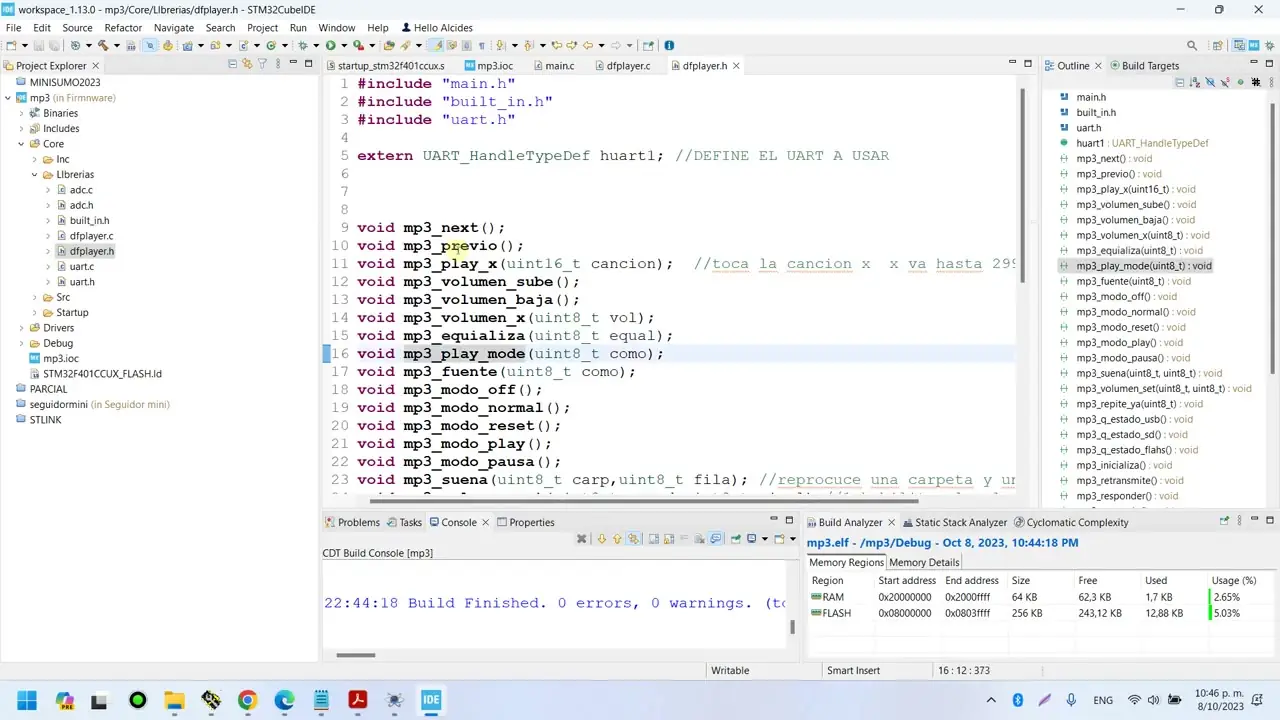 workspace_1.13.0 - mp3/Core/LIbrerias/dfplayer.h - STM32CubeIDE
File Edit Source Refactor Navigate Search Project Run Window Help Hello Alcides
Project Explorer
MINISUMO2023
mp3 (in Firmnware)
Binaries
Includes
Core
Inc
LIbrerias
adc.c
adc.h
built_in.h
dfplayer.c
dfplayer.h
uart.c
uart.h
Src
Startup
Drivers
Debug
mp3.ioc
STM32F401CCUX_FLASH.ld
PARCIAL
seguidormini (in Seguidor mini)
STLINK
startup_stm32f401ccux.s mp3.ioc main.c dfplayer.c dfplayer.h
1 #include "main.h"
2 #include "built_in.h"
3 #include "uart.h"
4
5 extern UART_HandleTypeDef huart1; //DEFINE EL UART A USAR
6
7
8
9 void mp3_next();
10 void mp3_previo();
11 void mp3_play_x(uint16_t cancion); //toca la cancion x x va hasta 299
12 void mp3_volumen_sube();
13 void mp3_volumen_baja();
14 void mp3_volumen_x(uint8_t vol);
15 void mp3_equializa(uint8_t equal);
16 void mp3_play_mode(uint8_t como);
17 void mp3_fuente(uint8_t como);
18 void mp3_modo_off();
19 void mp3_modo_normal();
20 void mp3_modo_reset();
21 void mp3_modo_play();
22 void mp3_modo_pausa();
23 void mp3_suena(uint8_t carp,uint8_t fila); //reprocuce una carpeta y un
Outline Build Targets
main.h
built_in.h
uart.h
huart1 : UART_HandleTypeDef
mp3_next() : void
mp3_previo() : void
mp3_play_x(uint16_t) : void
mp3_volumen_sube() : void
mp3_volumen_baja() : void
mp3_volumen_x(uint8_t) : void
mp3_equializa(uint8_t) : void
mp3_play_mode(uint8_t) : void
mp3_fuente(uint8_t) : void
mp3_modo_off() : void
mp3_modo_normal() : void
mp3_modo_reset() : void
mp3_modo_play() : void
mp3_modo_pausa() : void
mp3_suena(uint8_t, uint8_t) : void
mp3_volumen_set(uint8_t, uint8_t) : void
mp3_repite_ya(uint8_t) : void
mp3_q_estado_usb() : void
mp3_q_estado_sd() : void
mp3_q_estado_flahs() : void
mp3_inicializa() : void
mp3_retransmite() : void
mp3_responder() : void
Problems Tasks Console Properties
CDT Build Console [mp3]
22:44:18 Build Finished. 0 errors, 0 warnings. (to
Build Analyzer Static Stack Analyzer Cyclomatic Complexity
mp3.elf - /mp3/Debug - Oct 8, 2023, 10:44:18 PM
Memory Regions Memory Details
Region Start address End address Size Free Used Usage (%)
RAM 0x20000000 0x2000ffff 64 KB 62,3 KB 1,7 KB 2.65%
FLASH 0x08000000 0x0803ffff 256 KB 243,12 KB 12,88 KB 5.03%
Writable Smart Insert 16 : 12 : 373
IDE ENG 10:46 p. m.
8/10/2023